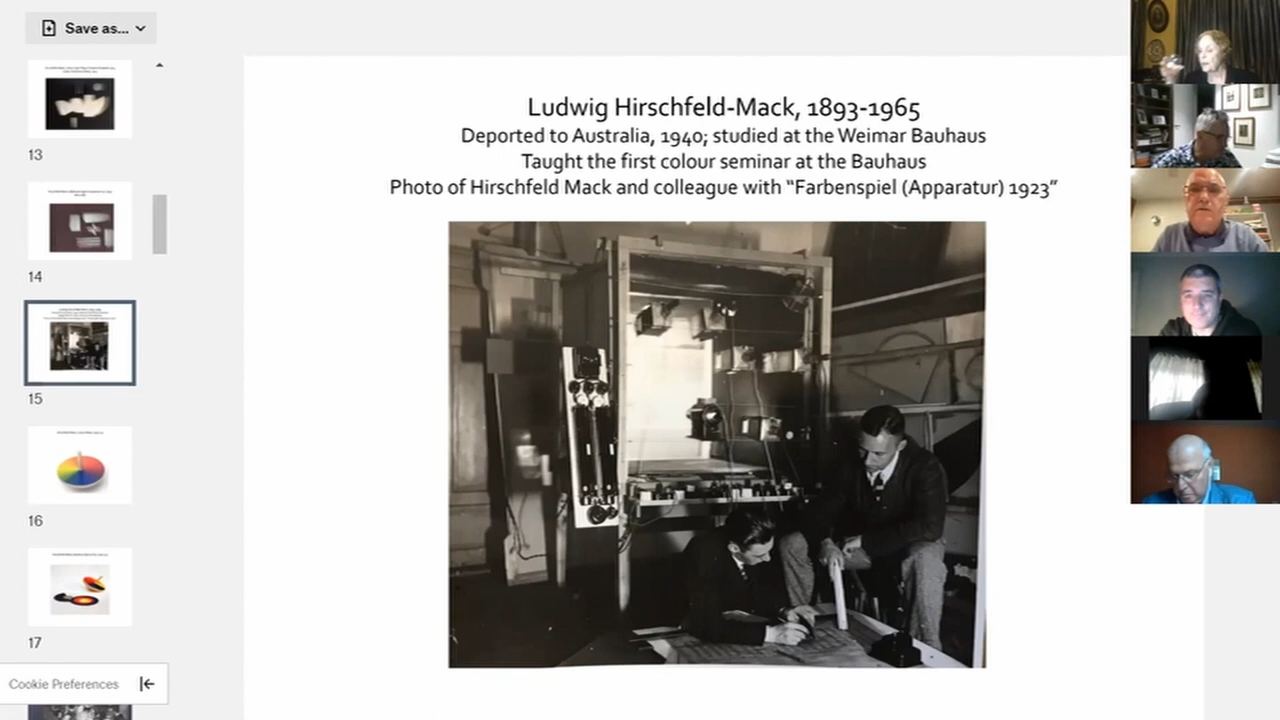 Save as...
13
14
15
16
17
Cookie Preferences
Ludwig Hirschfeld-Mack, 1893-1965
Deported to Australia, 1940; studied at the Weimar Bauhaus
Taught the first colour seminar at the Bauhaus
Photo of Hirschfeld Mack and colleague with “Farbenspiel (Apparatur) 1923”